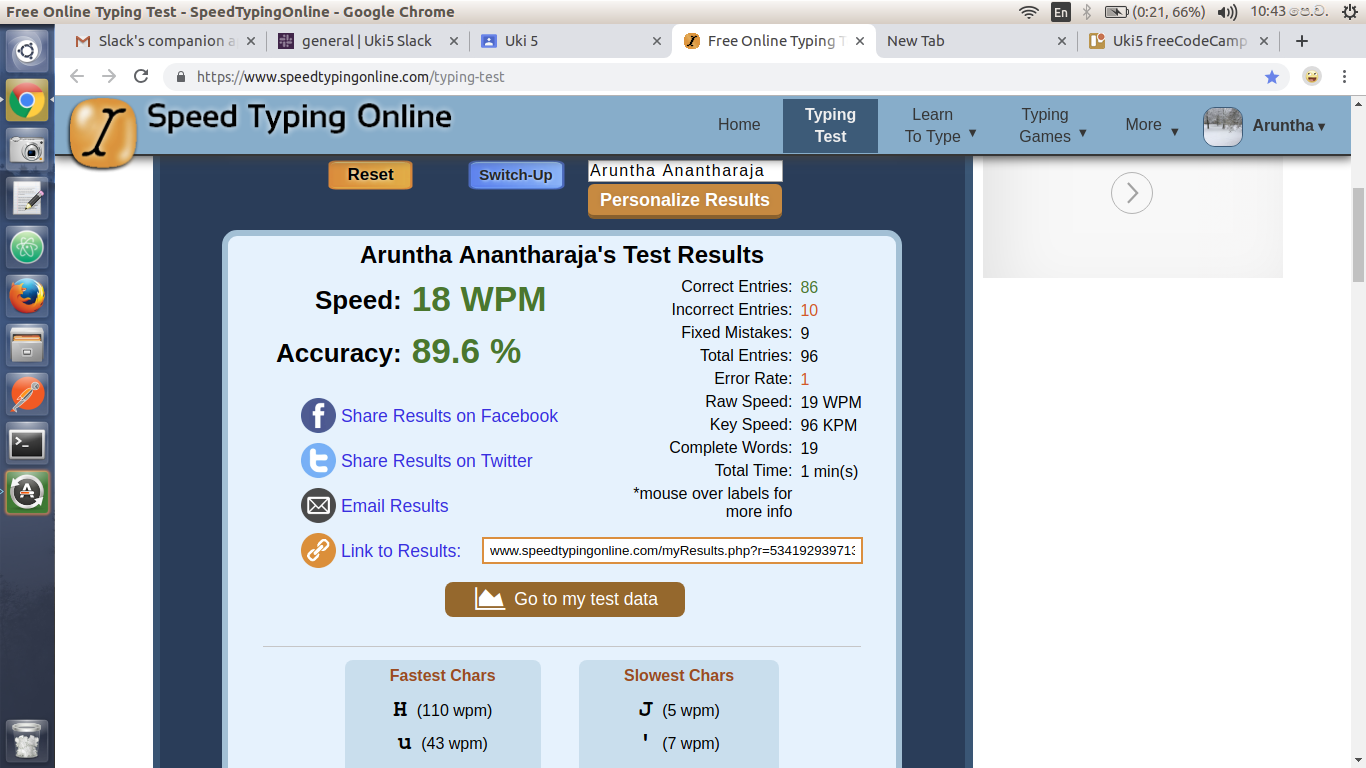 Free Online Typing Test - SpeedTypingOnline - Google Chrome
En
(0:21, 66%)
10:43 පෙ.ව.
Slack's companion a
general | Uki5 Slack
Uki 5
Free Online Typing T
New Tab
Uki5 freeCodeCamp
https://www.speedtypingonline.com/typing-test
Speed Typing Online
Home
Typing
Test
Learn
To Type ▼
Typing
Games ▼
More ▼
Aruntha ▾
Reset
Switch-Up
Aruntha Anantharaja
Personalize Results
Aruntha Anantharaja's Test Results
Speed: 18 WPM
Accuracy: 89.6 %
Correct Entries: 86
Incorrect Entries: 10
Fixed Mistakes: 9
Total Entries: 96
Error Rate: 1
Raw Speed: 19 WPM
Key Speed: 96 KPM
Complete Words: 19
Total Time: 1 min(s)
*mouse over labels for
more info
Share Results on Facebook
Share Results on Twitter
Email Results
Link to Results: www.speedtypingonline.com/myResults.php?r=534192939713
Go to my test data
Fastest Chars
H (110 wpm)
u (43 wpm)
Slowest Chars
J (5 wpm)
' (7 wpm)